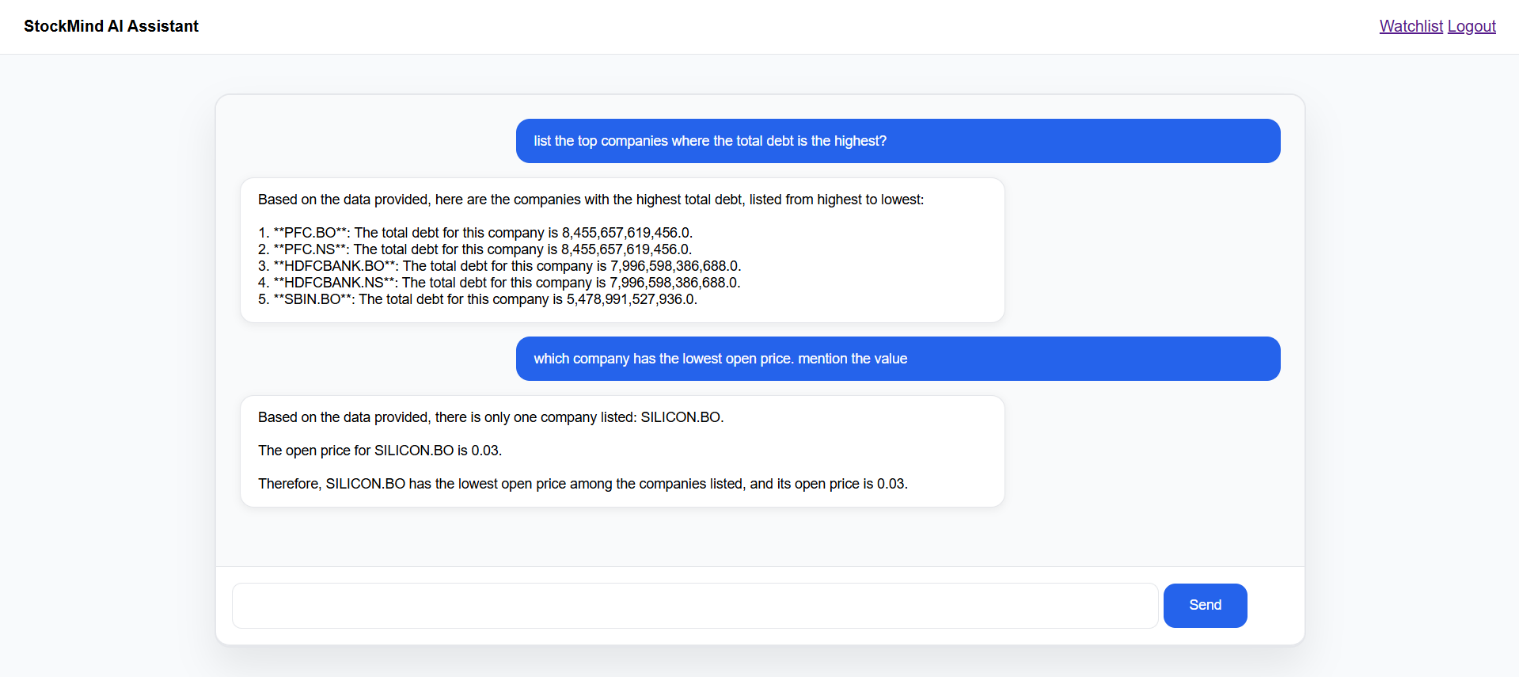 StockMind AI Assistant
Watchlist Logout
list the top companies where the total debt is the highest?
Based on the data provided, here are the companies with the highest total debt, listed from highest to lowest:
1. **PFC.BO**: The total debt for this company is 8,455,657,619,456.0.
2. **PFC.NS**: The total debt for this company is 8,455,657,619,456.0.
3. **HDFCBANK.BO**: The total debt for this company is 7,996,598,386,688.0.
4. **HDFCBANK.NS**: The total debt for this company is 7,996,598,386,688.0.
5. **SBIN.BO**: The total debt for this company is 5,478,991,527,936.0.
which company has the lowest open price. mention the value
Based on the data provided, there is only one company listed: SILICON.BO.
The open price for SILICON.BO is 0.03.
Therefore, SILICON.BO has the lowest open price among the companies listed, and its open price is 0.03.
Send